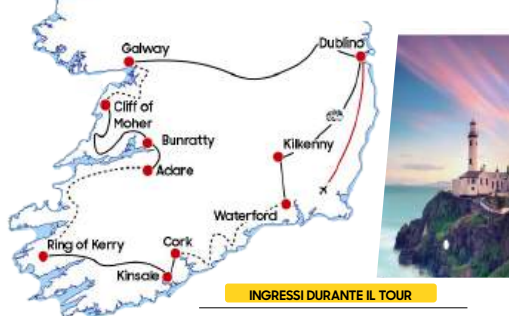 Galway
Dublino
Cliff of
Moher
Bunratty
Kilkenny
Adare
Waterford
Ring of Kerry
Cork
Kinsale
INGRESSI DURANTE IL TOUR